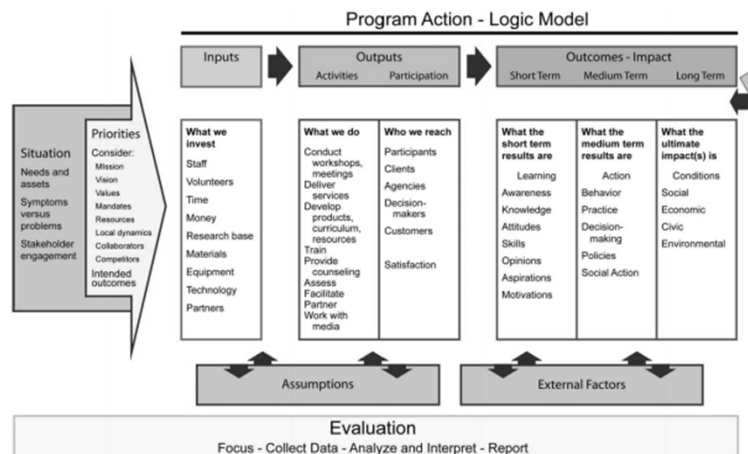 Program Action - Logic Model
Inputs
Outputs
Activities Participation
Outcomes - Impact
Short Term Medium Term Long Term
Situation
Needs and
assets
Symptoms
versus
problems
Stakeholder
engagement
Priorities
Consider:
Mission
Vision
Values
Mandates
Resources
Local dynamics
Collaborators
Competitors
Intended
outcomes
What we
invest
Staff
Volunteers
Time
Money
Research base
Materials
Equipment
Technology
Partners
What we do
Conduct
workshops,
meetings
Deliver
services
Develop
products,
curriculum,
resources
Train
Provide
counseling
Assess
Facilitate
Partner
Work with
media
Who we reach
Participants
Clients
Agencies
Decision-
makers
Customers
Satisfaction
What the
short term
results are
Learning
Awareness
Knowledge
Attitudes
Skills
Opinions
Aspirations
Motivations
What the
medium term
results are
Action
Behavior
Practice
Decision-
making
Policies
Social Action
What the
ultimate
impact(s) is
Conditions
Social
Economic
Civic
Environmental
Assumptions
External Factors
Evaluation
Focus - Collect Data - Analyze and Interpret - Report